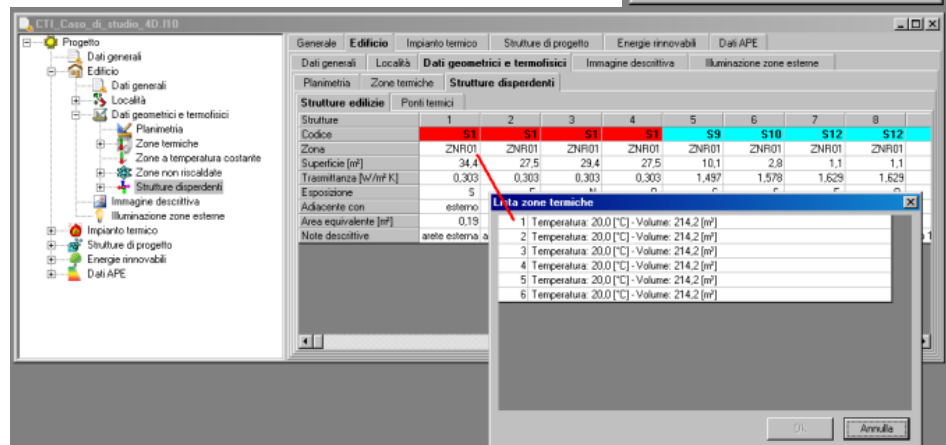 CTI_Caso_di_studio_4D.I10
Progetto
Dati generali
Edificio
Dati generali
Località
Dati geometrici e termofisici
Planimetria
Zone termiche
Zone a temperatura costante
Zone non riscaldate
Strutture disperdenti
Immagine descrittiva
Illuminazione zone esterne
Impianto termico
Strutture di progetto
Energie rinnovabili
Dati APE
Generale Edificio Impianto termico Strutture di progetto Energie rinnovabili Dati APE
Dati generali Località Dati geometrici e termofisici Immagine descrittiva Illuminazione zone esterne
Planimetria Zone termiche Strutture disperdenti
Strutture edilizie Ponti termici
Strutture 1 2 3 4 5 6 7 8
Codice S1 S1 S1 S1 S9 S10 S12 S12
Zona ZNR01 ZNR01 ZNR01 ZNR01 ZNR01 ZNR01 ZNR01 ZNR01
Superficie [m²] 34,4 27,5 29,4 27,5 10,1 2,8 1,1 1,1
Trasmittanza [W/m² K] 0,303 0,303 0,303 0,303 1,497 1,578 1,629 1,629
Esposizione S
Adiacente con esterno
Area equivalente [m²] 0,19
Note descrittive arete esterna a
Lista zone termiche
1 Temperatura: 20,0 [°C] - Volume: 214,2 [m³]
2 Temperatura: 20,0 [°C] - Volume: 214,2 [m³]
3 Temperatura: 20,0 [°C] - Volume: 214,2 [m³]
4 Temperatura: 20,0 [°C] - Volume: 214,2 [m³]
5 Temperatura: 20,0 [°C] - Volume: 214,2 [m³]
6 Temperatura: 20,0 [°C] - Volume: 214,2 [m³]
Ok Annulla